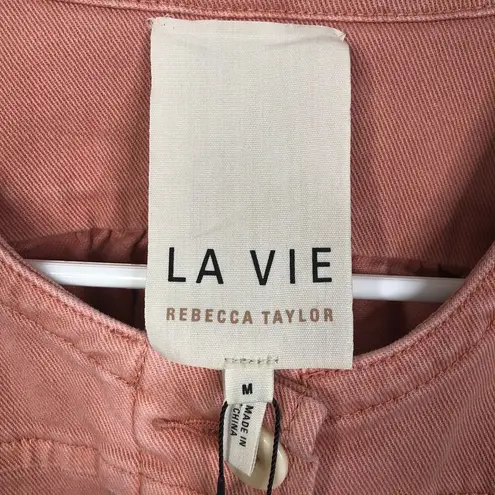 LA VIE
REBECCA TAYLOR
M
MADE IN
CHINA